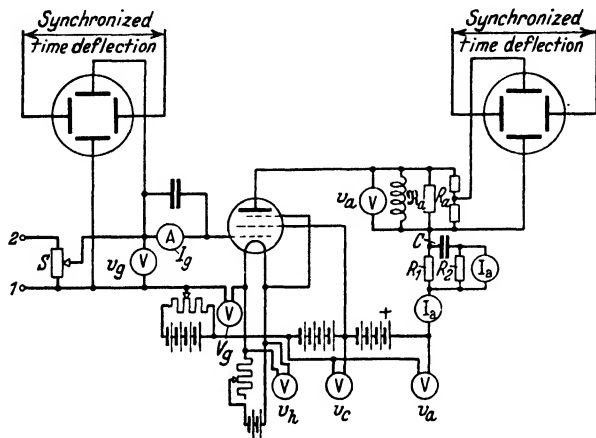 Synchronized
time deflection
Synchronized
time deflection
2
S
1
V
v_g
A
I_g
v_a
V
ℜ_a
R_a
C
R_1
R_2
I_a
I_a
V
V_g
+
V
v_h
V
v_c
V
v_a